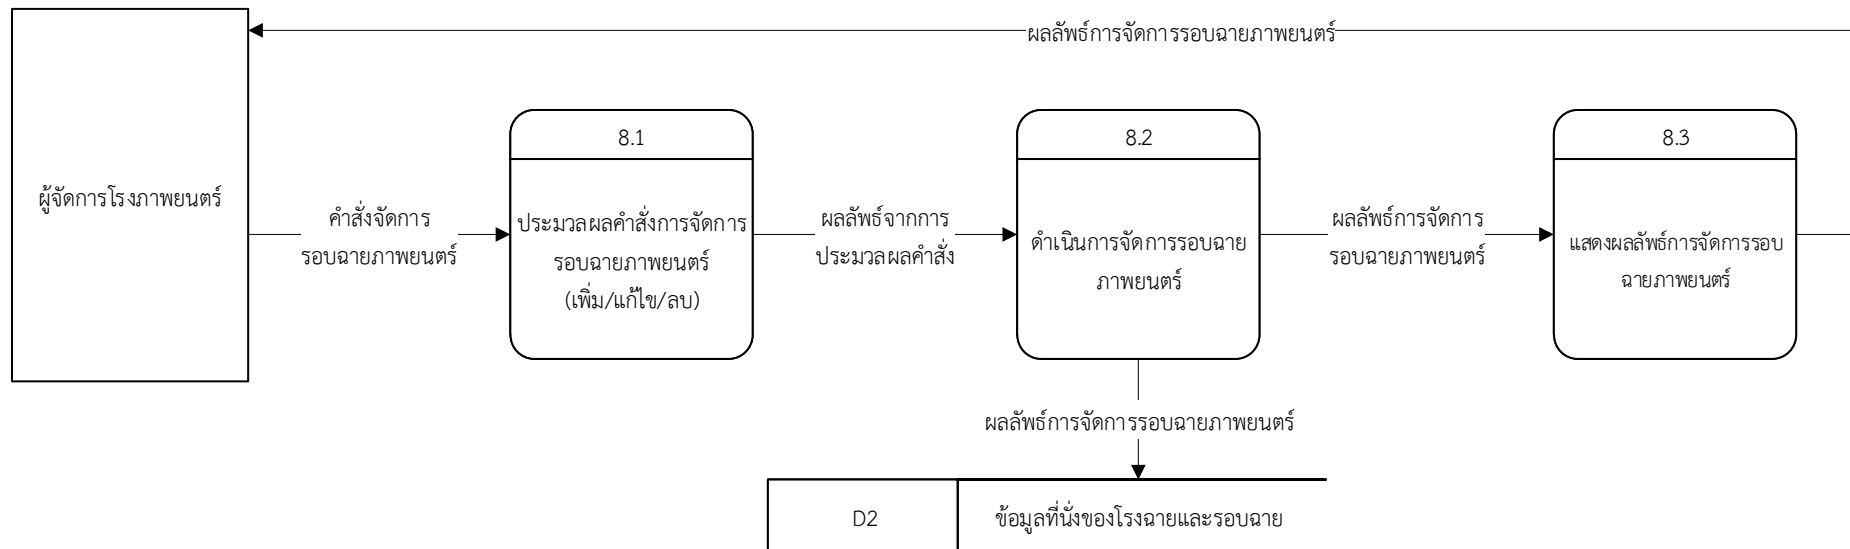 ผลลัพธ์การจัดการรอบฉายภาพยนตร์
ผู้จัดการโรงภาพยนตร์
คำสั่งจัดการ
รอบฉายภาพยนตร์
8.1
ประมวลผลคำสั่งการจัดการ
รอบฉายภาพยนตร์
(เพิ่ม/แก้ไข/ลบ)
ผลลัพธ์จากการ
ประมวลผลคำสั่ง
8.2
ดำเนินการจัดการรอบฉาย
ภาพยนตร์
ผลลัพธ์การจัดการ
รอบฉายภาพยนตร์
8.3
แสดงผลลัพธ์การจัดการรอบ
ฉายภาพยนตร์
ผลลัพธ์การจัดการรอบฉายภาพยนตร์
D2
ข้อมูลที่นั่งของโรงฉายและรอบฉาย